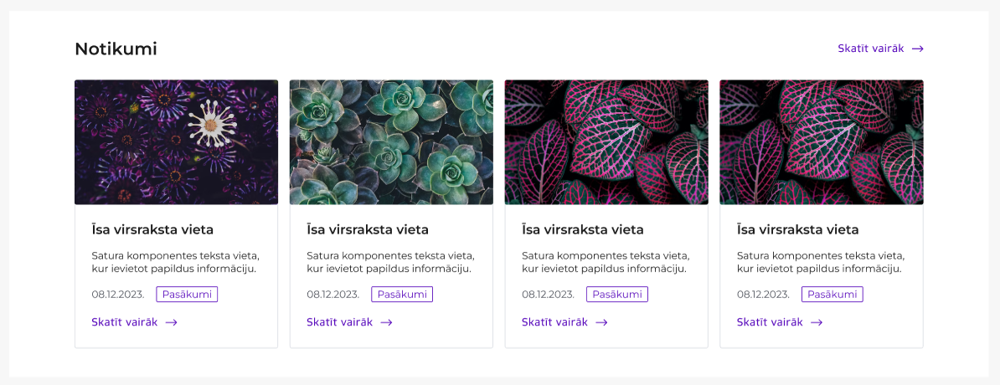 Notikumi
Skatīt vairāk
Īsa virsraksta vieta
Satura komponentes teksta vieta,
kur ievietot papildus informāciju.
08.12.2023. Pasākumi
Skatīt vairāk
Īsa virsraksta vieta
Satura komponentes teksta vieta,
kur ievietot papildus informāciju.
08.12.2023. Pasākumi
Skatīt vairāk
Īsa virsraksta vieta
Satura komponentes teksta vieta,
kur ievietot papildus informāciju.
08.12.2023. Pasākumi
Skatīt vairāk
Īsa virsraksta vieta
Satura komponentes teksta vieta,
kur ievietot papildus informāciju.
08.12.2023. Pasākumi
Skatīt vairāk